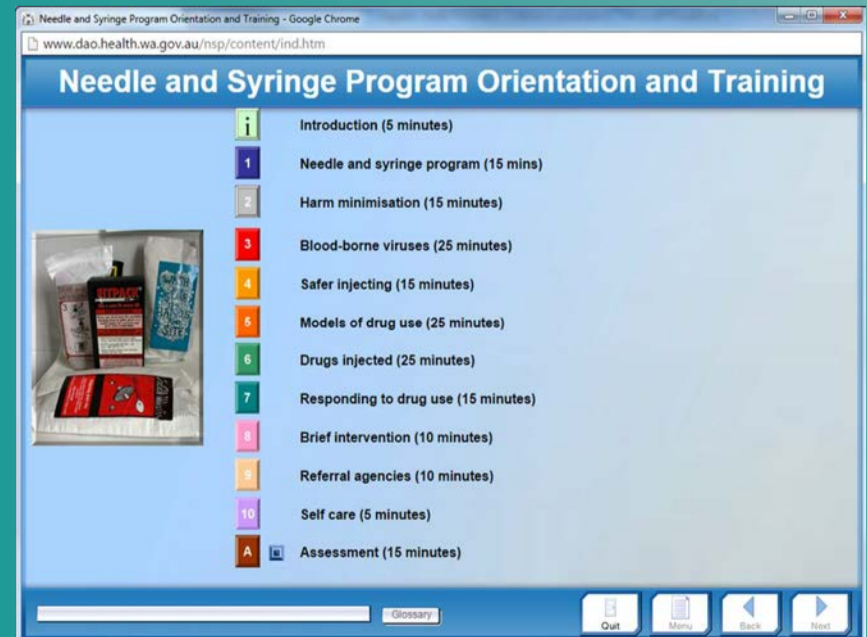 Needle and Syringe Program Orientation and Training - Google Chrome
www.dao.health.wa.gov.au/nsp/content/ind.htm
Needle and Syringe Program Orientation and Training
i Introduction (5 minutes)
1 Needle and syringe program (15 mins)
2 Harm minimisation (15 minutes)
3 Blood-borne viruses (25 minutes)
4 Safer injecting (15 minutes)
5 Models of drug use (25 minutes)
6 Drugs injected (25 minutes)
7 Responding to drug use (15 minutes)
8 Brief intervention (10 minutes)
9 Referral agencies (10 minutes)
10 Self care (5 minutes)
A Assessment (15 minutes)
FITPACK
Glossary
Quit
Menu
Back
Next